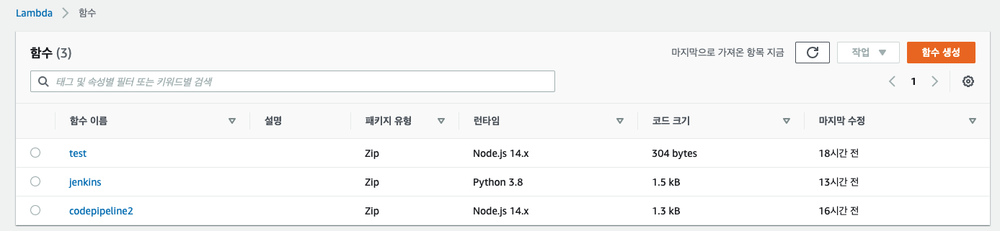 Lambda > 함수
함수 (3)
마지막으로 가져온 항목 지금
작업
함수 생성
태그 및 속성별 필터 또는 키워드별 검색
1
함수 이름 설명 패키지 유형 런타임 코드 크기 마지막 수정
test Zip Node.js 14.x 304 bytes 18시간 전
jenkins Zip Python 3.8 1.5 kB 13시간 전
codepipeline2 Zip Node.js 14.x 1.3 kB 16시간 전